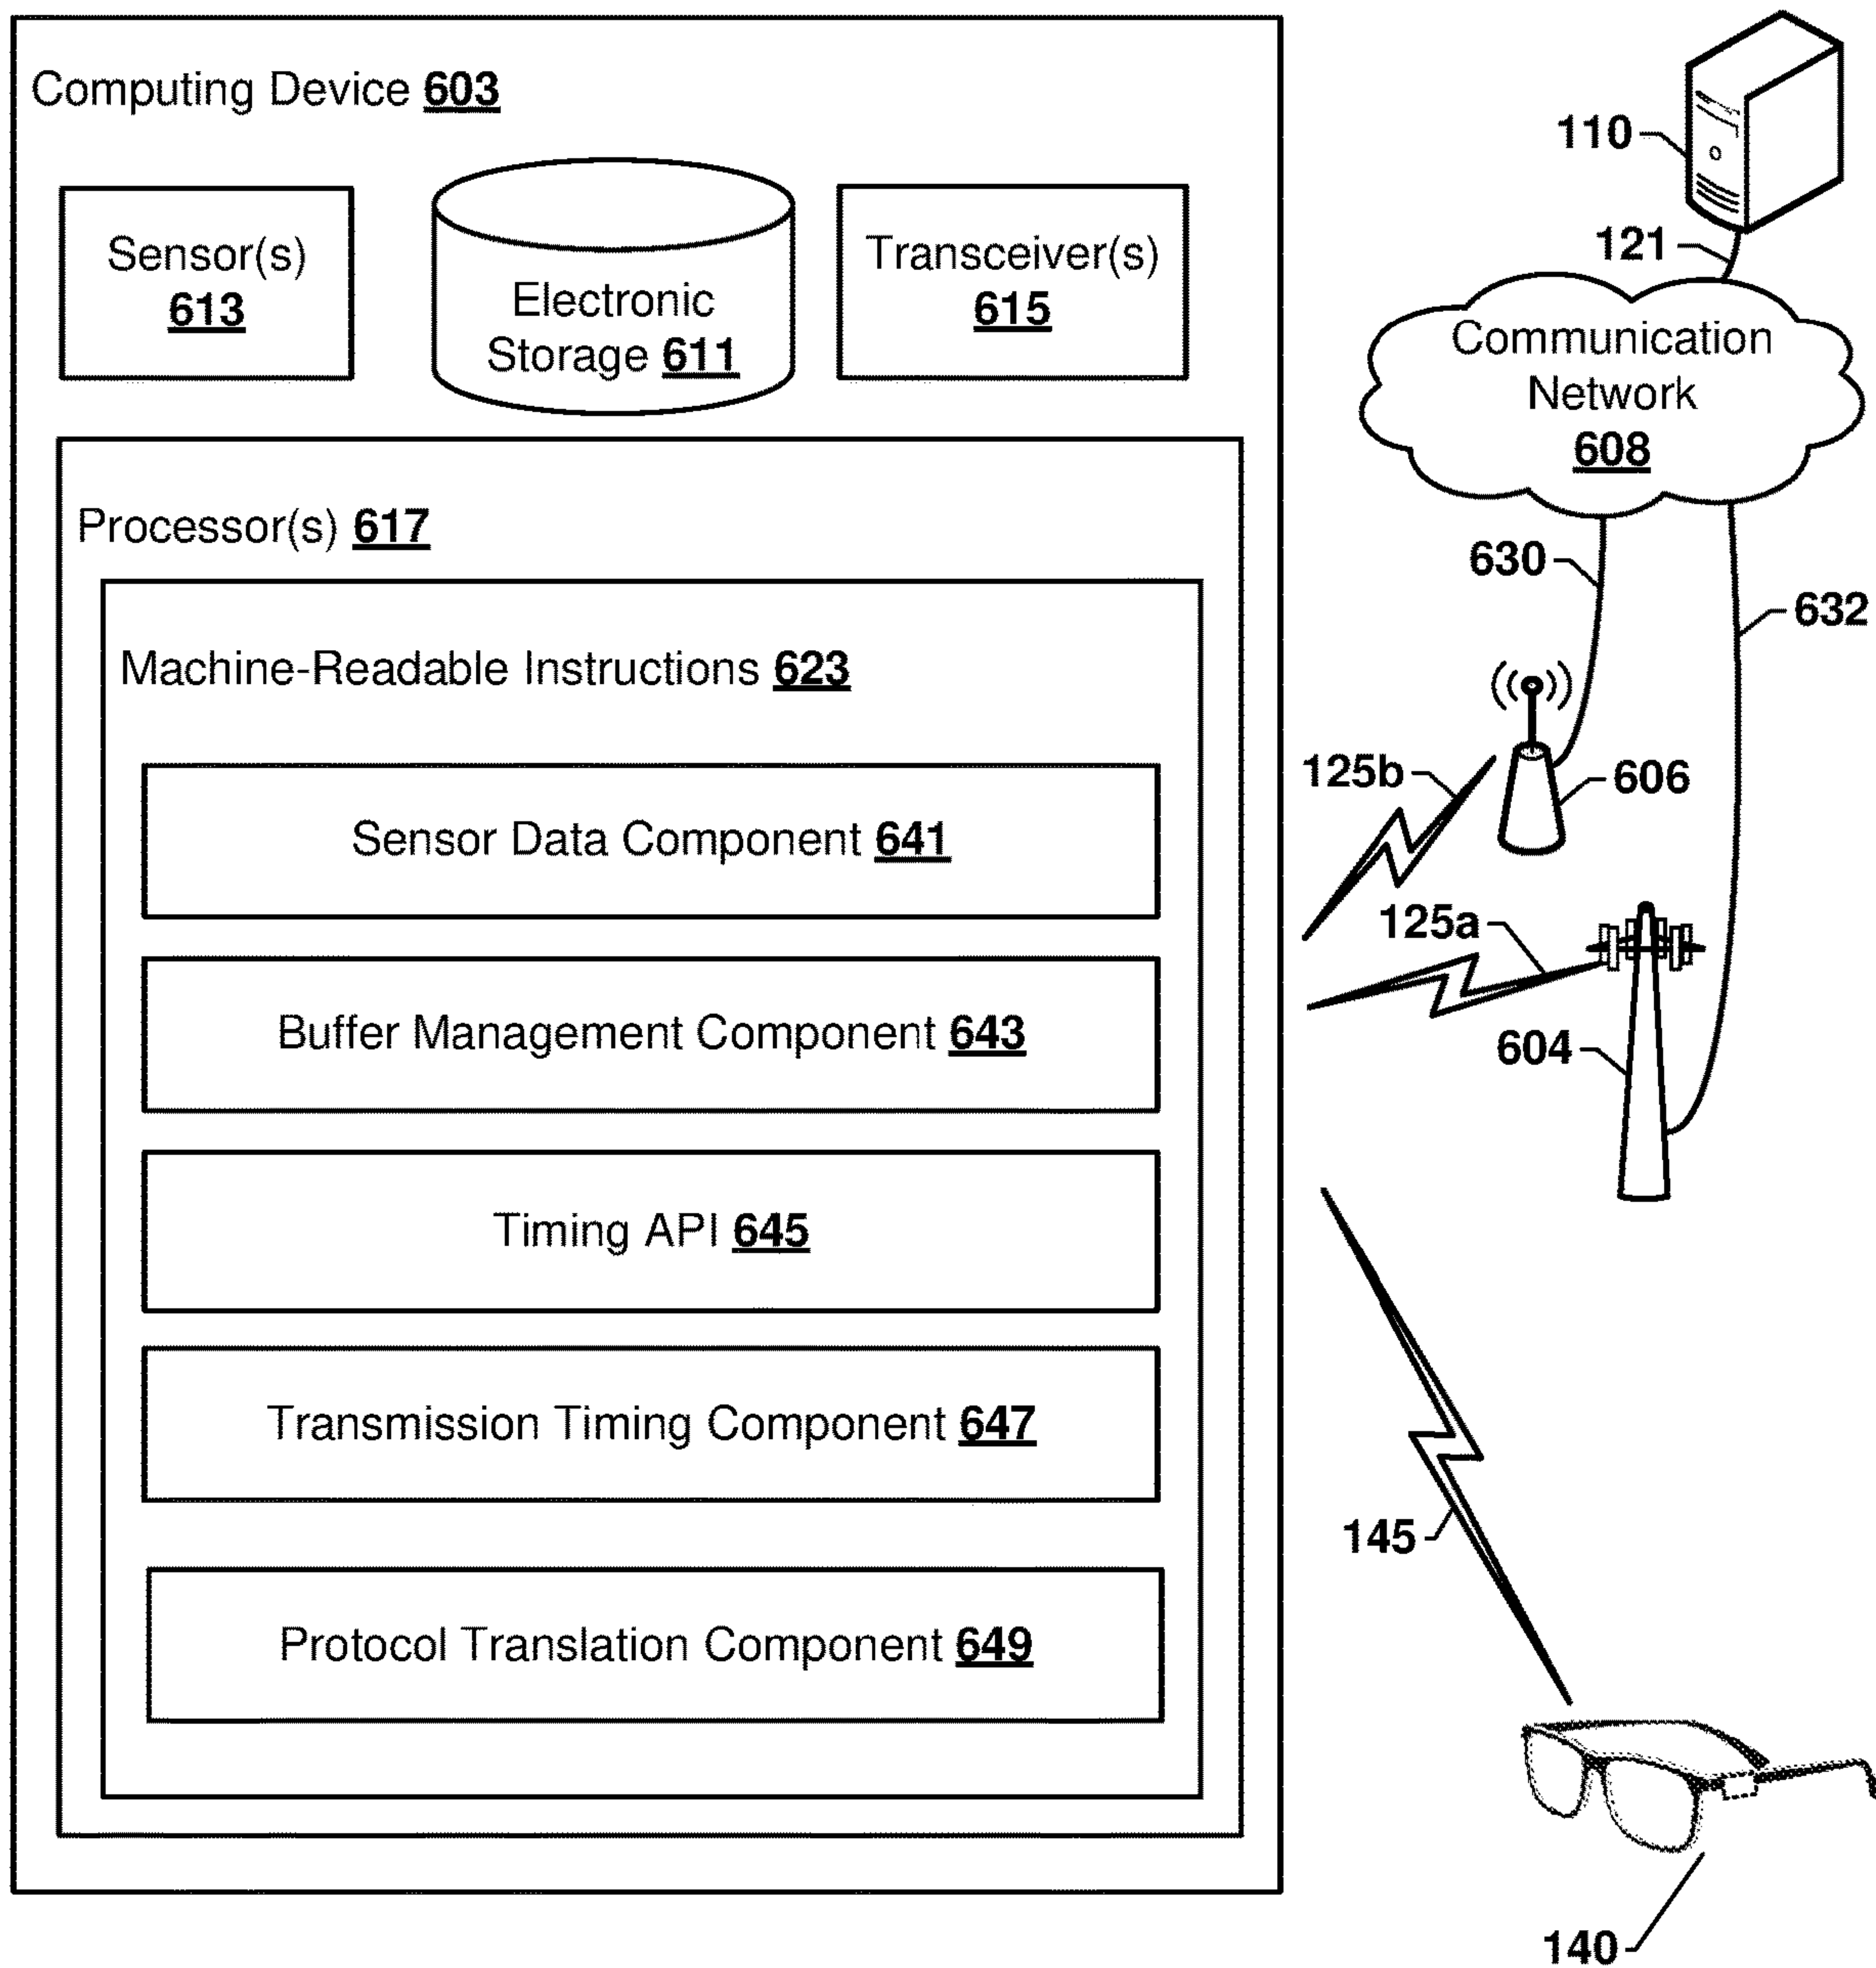 Computing Device 603
Sensor(s)
613
Electronic
Storage 611
Transceiver(s)
615
Processor(s) 617
Machine-Readable Instructions 623
Sensor Data Component 641
Buffer Management Component 643
Timing API 645
Transmission Timing Component 647
Protocol Translation Component 649
110
121
Communication
Network
608
630
632
125b
606
125a
604
145
140